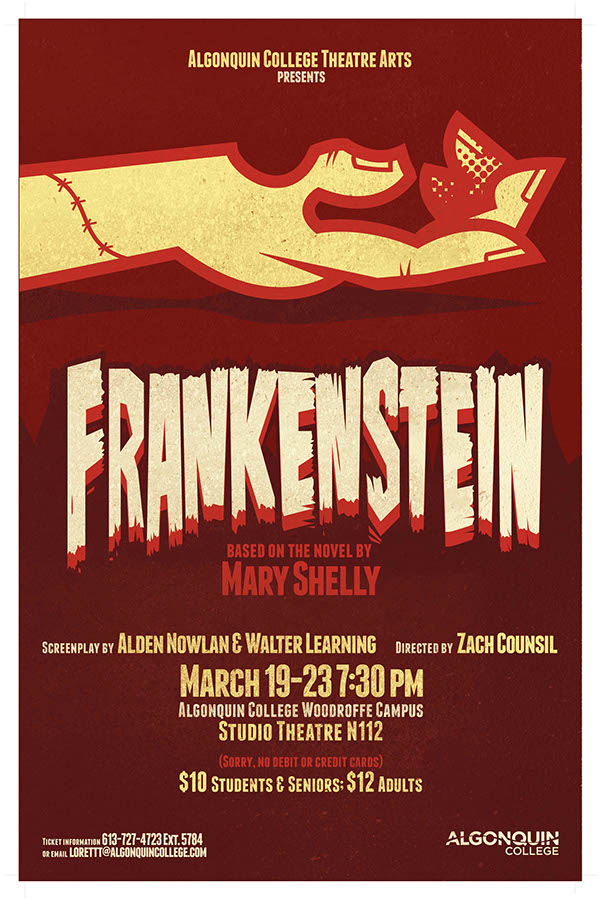 Algonquin College Theatre Arts
presents
Frankenstein
based on the novel by
Mary Shelly
Screenplay by Alden Nowlan & Walter Learning Directed by Zach Counsil
March 19-23 7:30 pm
Algonquin College Woodroffe Campus
Studio Theatre N112
(Sorry, no debit or credit cards)
$10 Students & Seniors; $12 Adults
Ticket information 613-727-4723 Ext. 5784
or email lorettt@algonquincollege.com
ALGONQUIN
COLLEGE